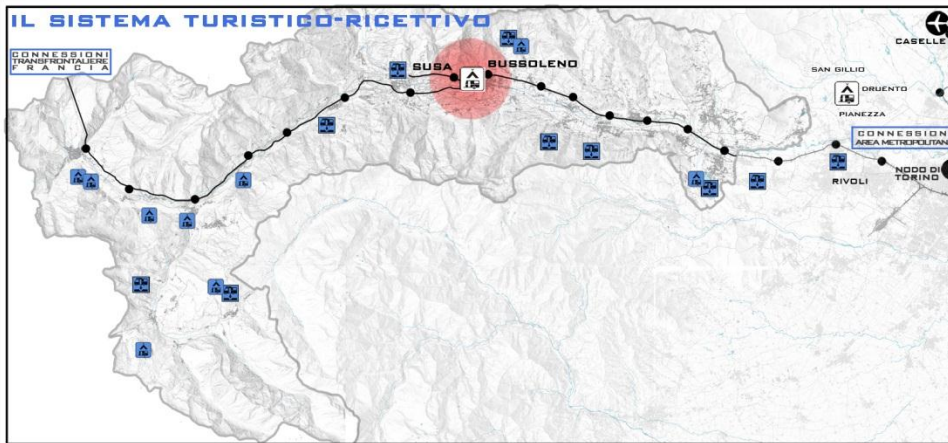 IL SISTEMA TURISTICO-RICETTIVO
CONNESSIONI
TRANSFRONTALIERE
FRANCIA
SUSA
BUSSOLENO
CASELLE
SAN GILLIO
DRUENTO
PIANEZZA
CONNESSIONI
AREA METROPOLITAN
RIVOLI
NODO DI
TORINO